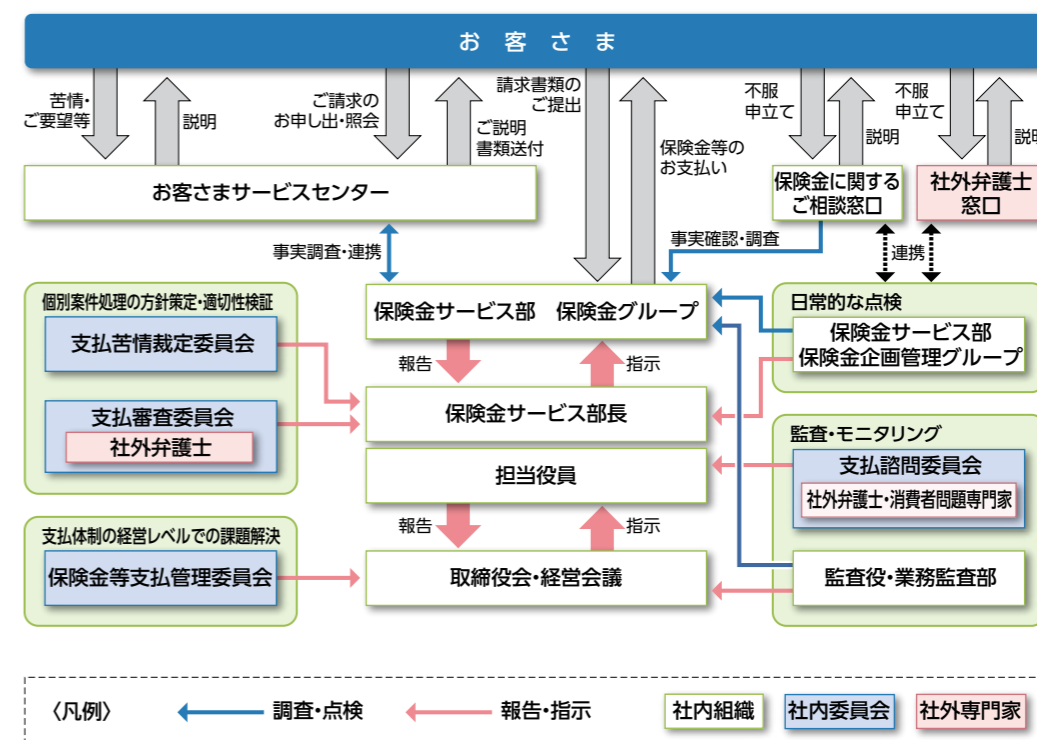 お客さま
苦情・
ご要望等
説明
ご請求の
お申し出・照会
ご説明
書類送付
請求書類の
ご提出
保険金等の
お支払い
不服
申立て
説明
不服
申立て
お客さまサービスセンター
保険金に関する
ご相談窓口
社外弁護士
窓口
事実調査・連携
事実確認・調査
連携
個別案件処理の方針策定・適切性検証
支払苦情裁定委員会
支払審査委員会
社外弁護士
保険金サービス部 保険金グループ
報告
指示
保険金サービス部長
担当役員
報告
指示
取締役会・経営会議
日常的な点検
保険金サービス部
保険金企画管理グループ
監査・モニタリング
支払諮問委員会
社外弁護士・消費者問題専門家
監査役・業務監査部
支払体制の経営レベルでの課題解決
保険金等支払管理委員会
〈凡例〉
調査・点検
報告・指示
社内組織
社内委員会
社外専門家